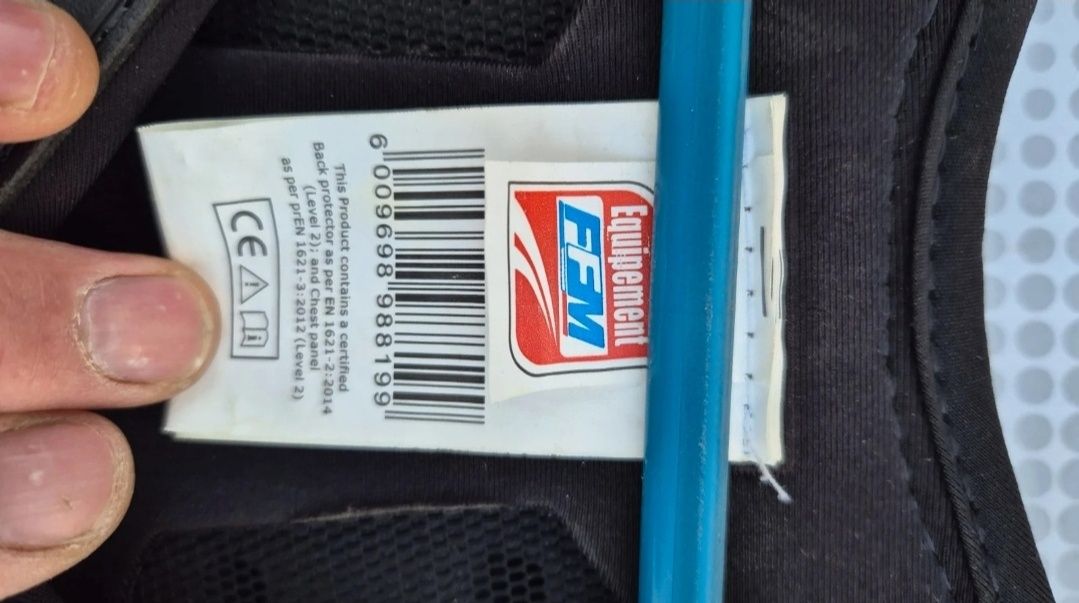 Equipement
FFM
6 009698 988199
This Product contains a certified
Back protector as per EN 1621-2:2014
(Level 2); and Chest panel
as per prEN 1621-3:2012 (Level 2)
CE